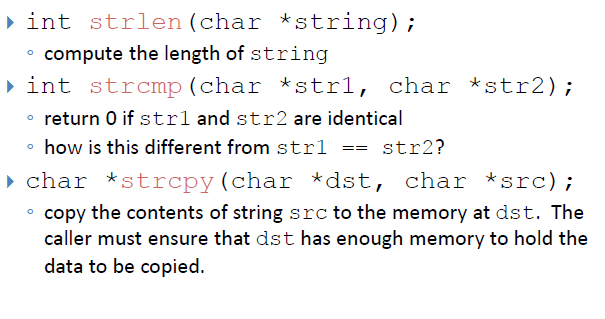 int strlen(char *string);
compute the length of string
int strcmp(char *str1, char *str2);
return 0 if str1 and str2 are identical
how is this different from str1 == str2?
char *strcpy(char *dst, char *src);
copy the contents of string src to the memory at dst. The
caller must ensure that dst has enough memory to hold the
data to be copied.